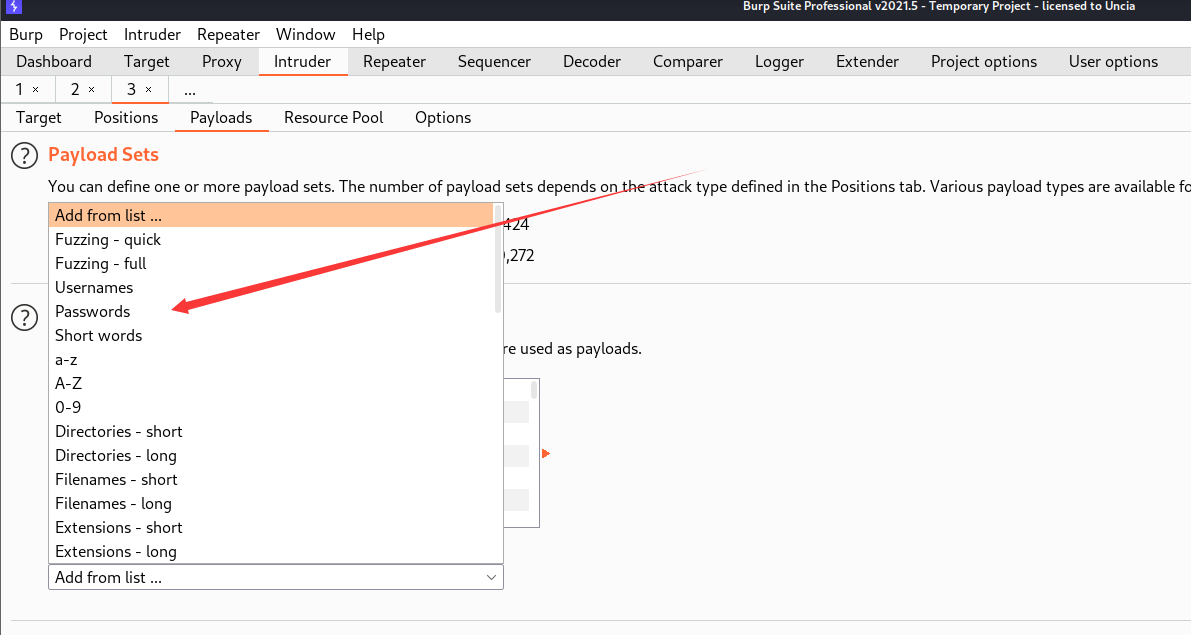 Burp Suite Professional v2021.5 - Temporary Project - licensed to Uncia
Burp Project Intruder Repeater Window Help
Dashboard Target Proxy Intruder Repeater Sequencer Decoder Comparer Logger Extender Project options User options
1 × 2 × 3 × ...
Target Positions Payloads Resource Pool Options
? Payload Sets
You can define one or more payload sets. The number of payload sets depends on the attack type defined in the Positions tab. Various payload types are available fo
Add from list ...
424
Fuzzing - quick
,272
Fuzzing - full
Usernames
?
Passwords
Short words
re used as payloads.
a-z
A-Z
0-9
Directories - short
Directories - long
Filenames - short
Filenames - long
Extensions - short
Extensions - long
Add from list ...